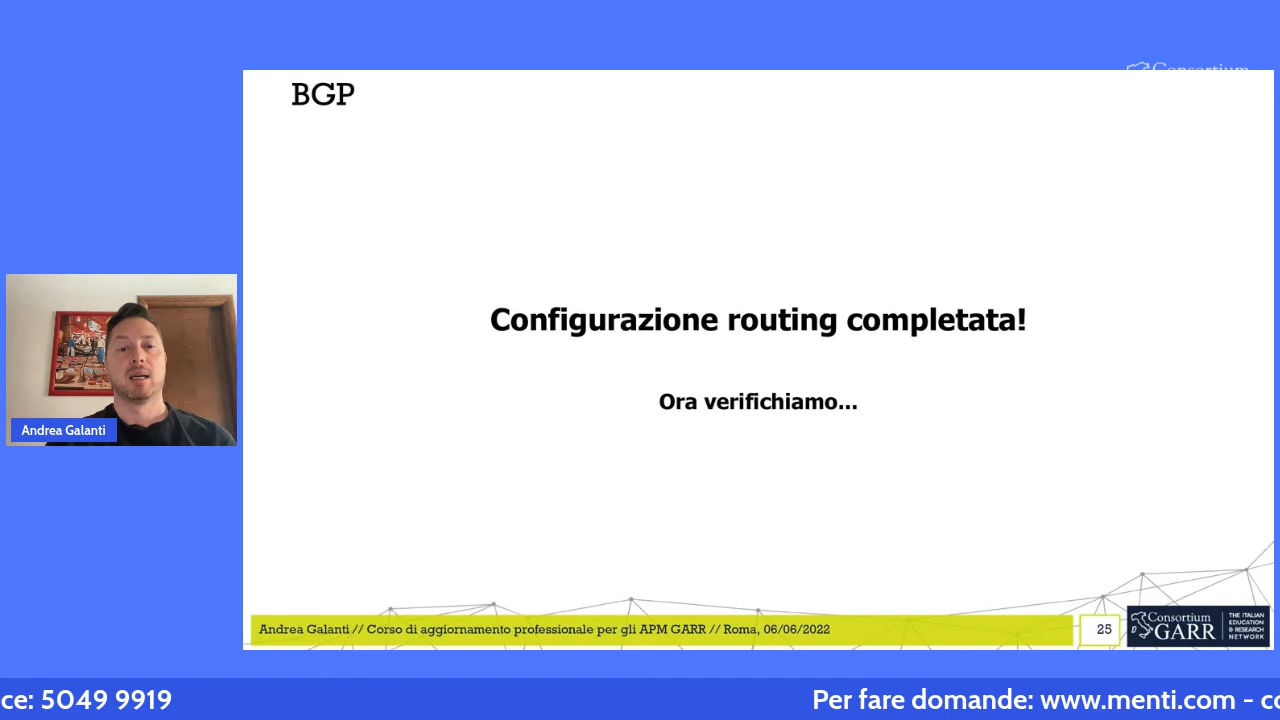 Consortium
BGP
Configurazione routing completata!
Ora verifichiamo...
Andrea Galanti
Andrea Galanti // Corso di aggiornamento professionale per gli APM GARR // Roma, 06/06/2022
25
Consortium
GARR
THE ITALIAN
EDUCATION
& RESEARCH
NETWORK
ce: 5049 9919
Per fare domande: www.menti.com - co